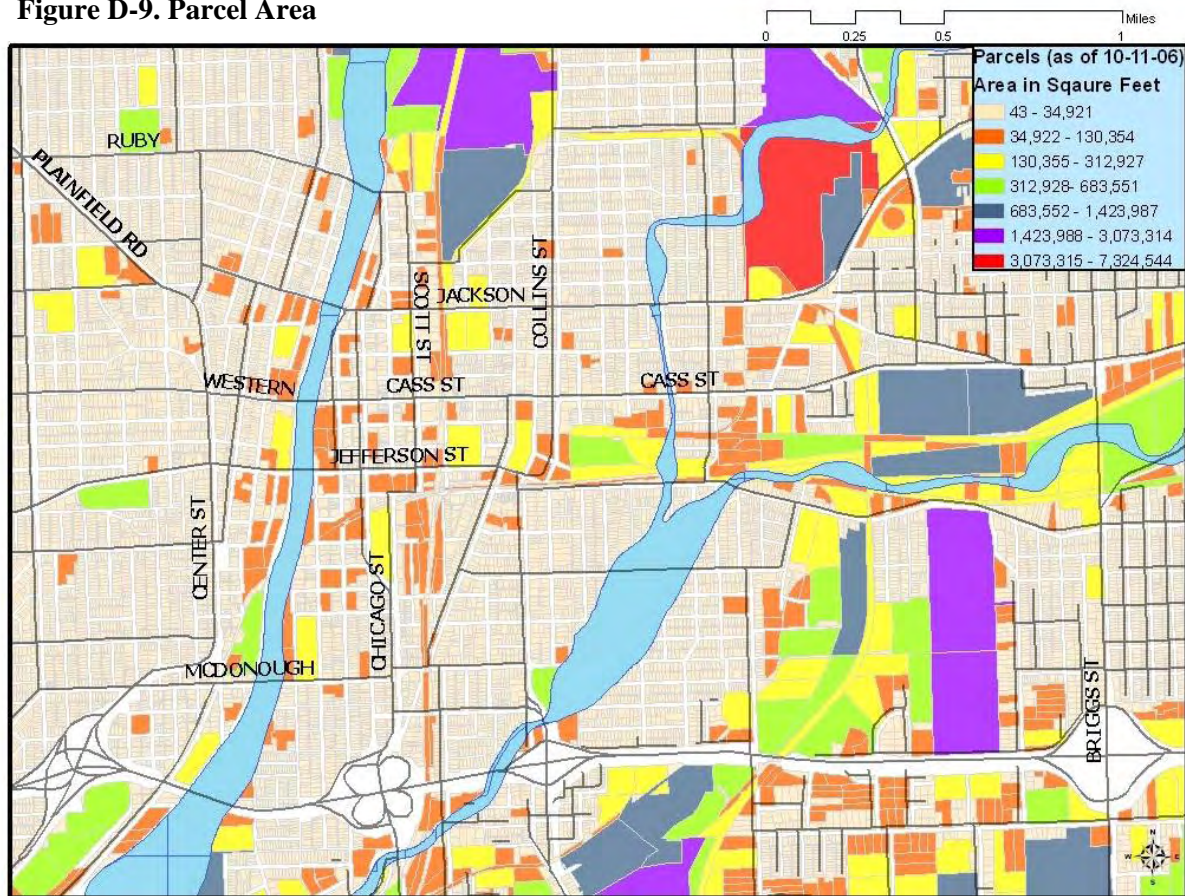 Figure D-9. Parcel Area
Miles
0 0.25 0.5 1
Parcels (as of 10-11-06)
Area in Sqaure Feet
43 - 34,921
34,922 - 130,354
130,355 - 312,927
312,928- 683,551
683,552 - 1,423,987
1,423,988 - 3,073,314
3,073,315 - 7,324,544
RUBY
PLAINFIELD RD
SCOTT ST
JACKSON
COLLINS ST
WESTERN
CASS ST
CASS ST
JEFFERSON ST
CENTER ST
CHICAGO ST
MCDONOUGH
BRIGGS ST
N
W E
S